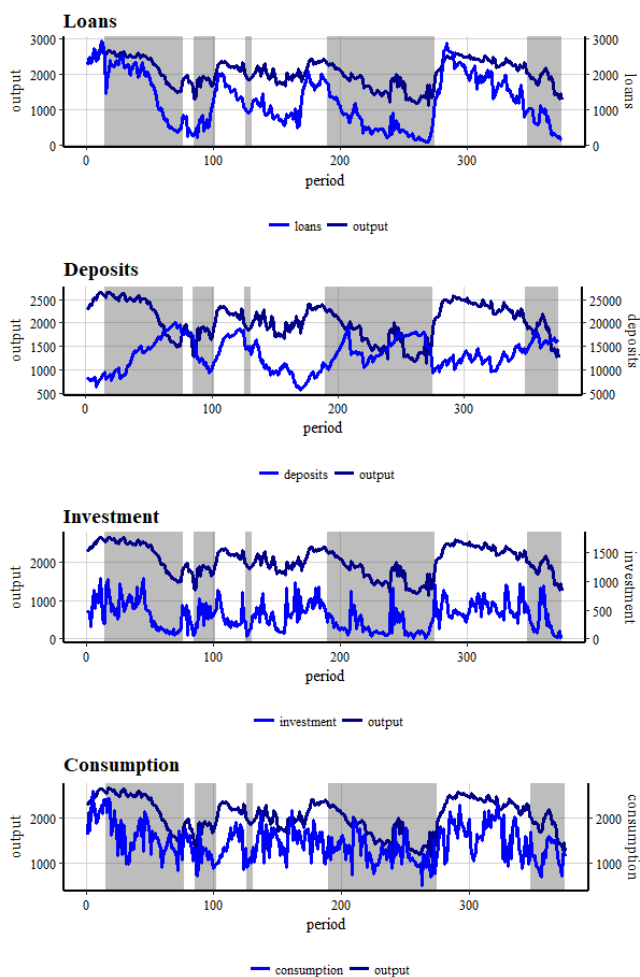 Loans
3000
2000
1000
0
output
3000
2000
1000
0
loans
0 100 200 300
period
loans output
Deposits
2500
2000
1500
1000
500
output
25000
20000
15000
10000
5000
deposits
0 100 200 300
period
deposits output
Investment
2000
1000
0
output
1500
1000
500
0
investment
0 100 200 300
period
investment output
Consumption
2000
1000
output
2000
1000
consumption
0 100 200 300
period
consumption output